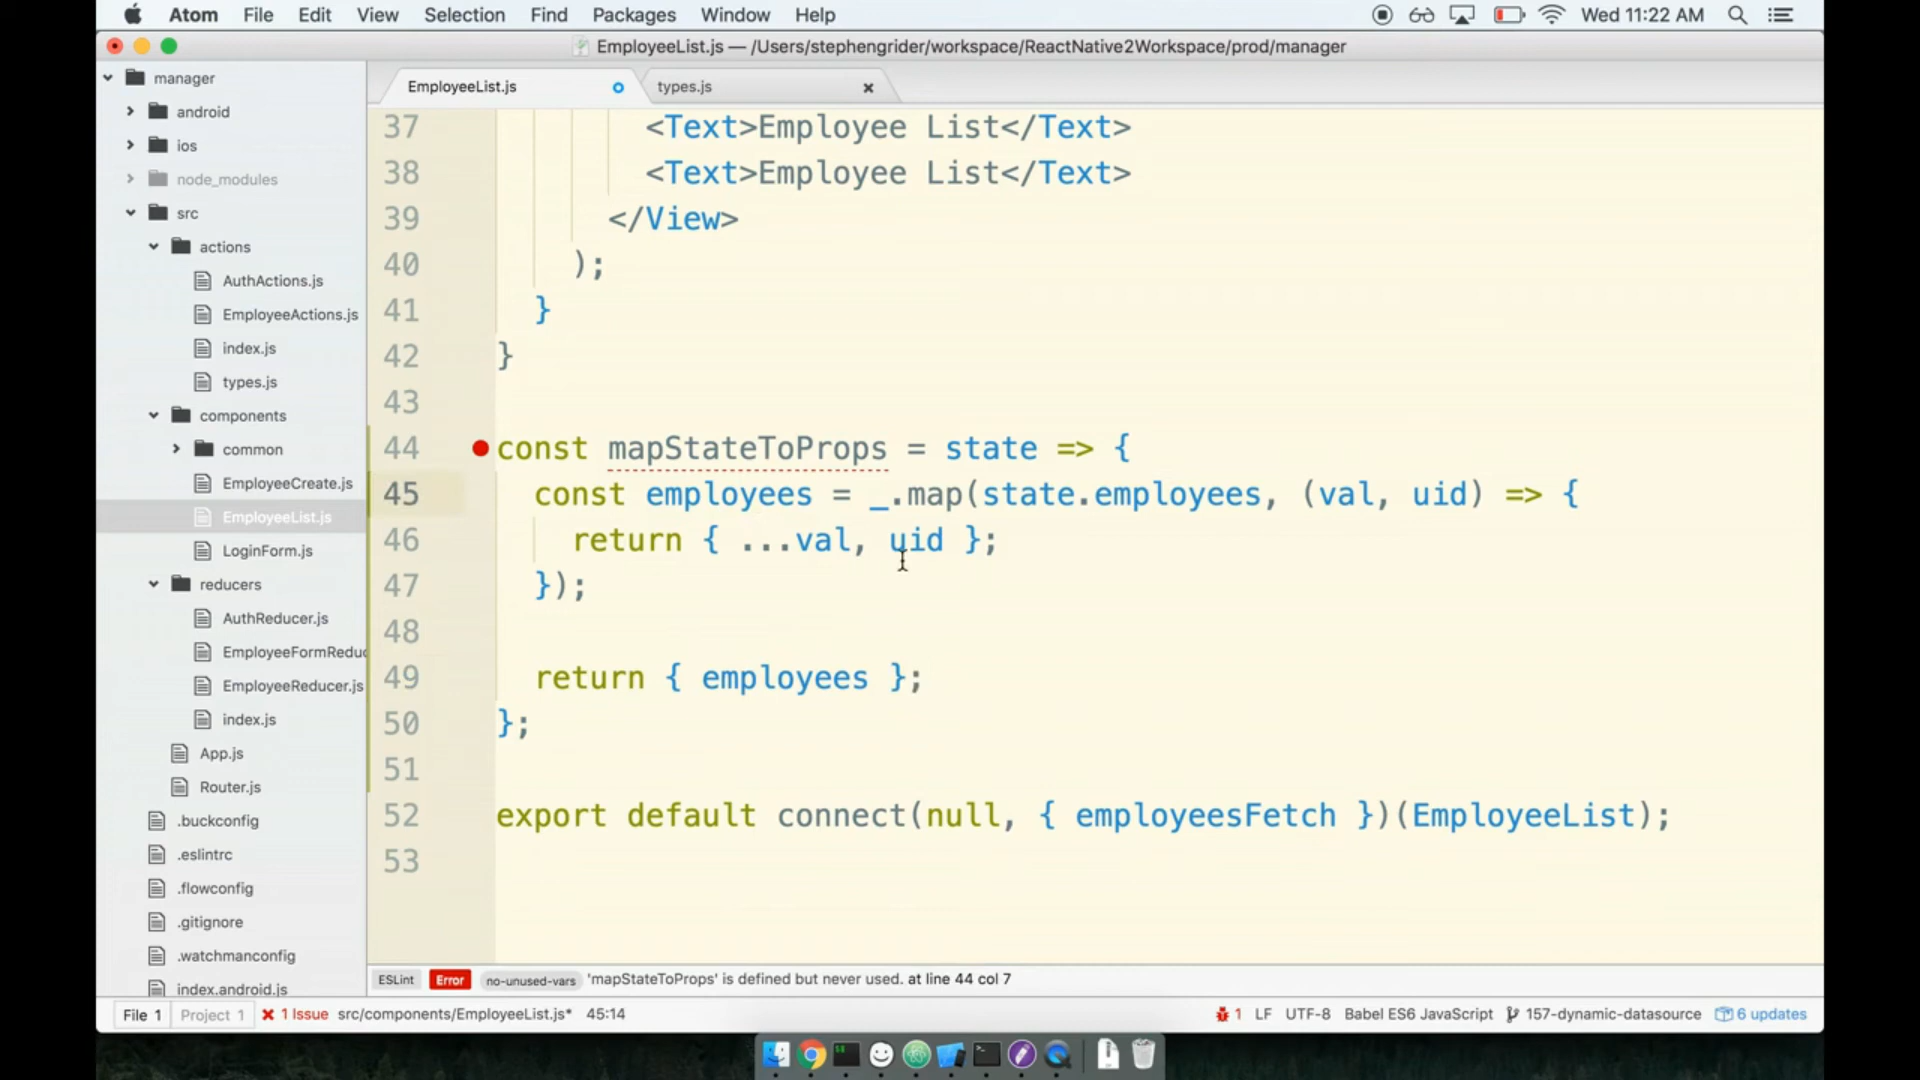 Atom File Edit View Selection Find Packages Window Help Wed 11:22 AM
EmployeeList.js — /Users/stephengrider/workspace/ReactNative2Workspace/prod/manager
manager
android
ios
node_modules
src
actions
AuthActions.js
EmployeeActions.js
index.js
types.js
components
common
EmployeeCreate.js
EmployeeList.js
LoginForm.js
reducers
AuthReducer.js
EmployeeFormReduc
EmployeeReducer.js
index.js
App.js
Router.js
.buckconfig
.eslintrc
.flowconfig
.gitignore
.watchmanconfig
index.android.js
EmployeeList.js types.js
37 <Text>Employee List</Text>
38 <Text>Employee List</Text>
39 </View>
40 );
41 }
42 }
43
44 const mapStateToProps = state => {
45 const employees = _.map(state.employees, (val, uid) => {
46 return { ...val, uid };
47 });
48
49 return { employees };
50 };
51
52 export default connect(null, { employeesFetch })(EmployeeList);
53
ESLint Error no-unused-vars 'mapStateToProps' is defined but never used. at line 44 col 7
File 1 Project 1 1 Issue src/components/EmployeeList.js* 45:14 1 LF UTF-8 Babel ES6 JavaScript 157-dynamic-datasource 6 updates